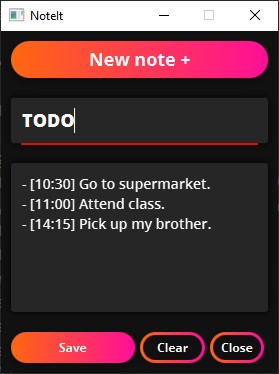 NoteIt
New note +
TODO
- [10:30] Go to supermarket.
- [11:00] Attend class.
- [14:15] Pick up my brother.
Save
Clear
Close